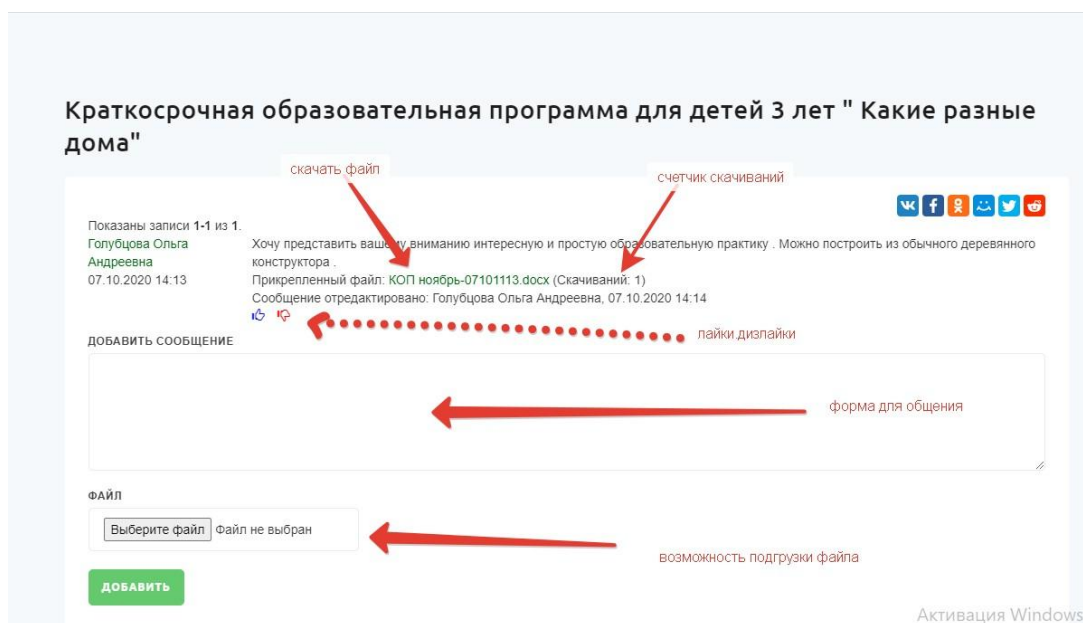 Краткосрочная образовательная программа для детей 3 лет " Какие разные
дома"
скачать файл
счетчик скачиваний
Показаны записи 1-1 из 1.
Голубцова Ольга
Андреевна
07.10.2020 14:13
Хочу представить вашему вниманию интересную и простую образовательную практику . Можно построить из обычного деревянного
конструктора .
Прикрепленный файл: КОП ноябрь-07101113.docx (Скачиваний: 1)
Сообщение отредактировано: Голубцова Ольга Андреевна, 07.10.2020 14:14
лайки дизлайки
ДОБАВИТЬ СООБЩЕНИЕ
форма для общения
ФАЙЛ
Выберите файл Файл не выбран
возможность подгрузки файла
ДОБАВИТЬ
Активация Windows